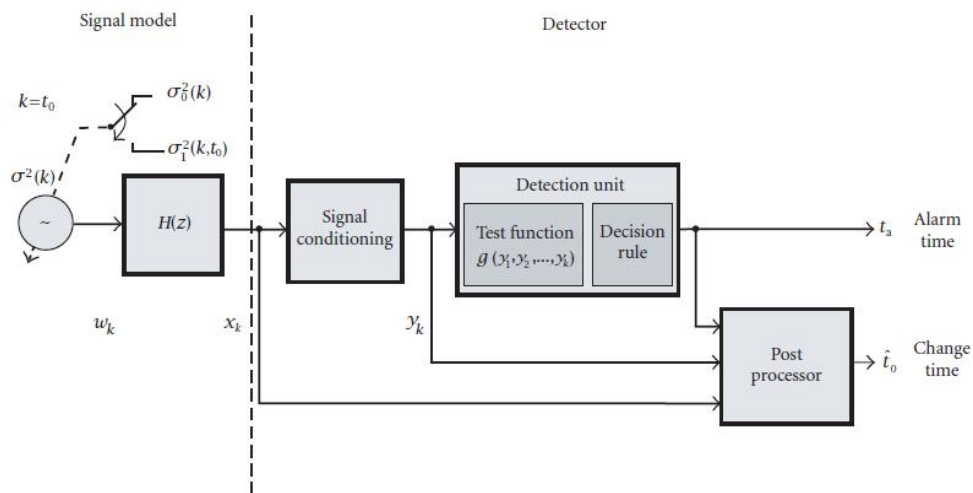 Signal model
Detector
k=t₀
σ₀²(k)
σ₁²(k,t₀)
σ²(k)
~
H(z)
Signal
conditioning
Detection unit
Test function
g (y₁,y₂,...,yₖ)
Decision
rule
tₐ
Alarm
time
wₖ
xₖ
yₖ
Post
processor
t̂₀
Change
time